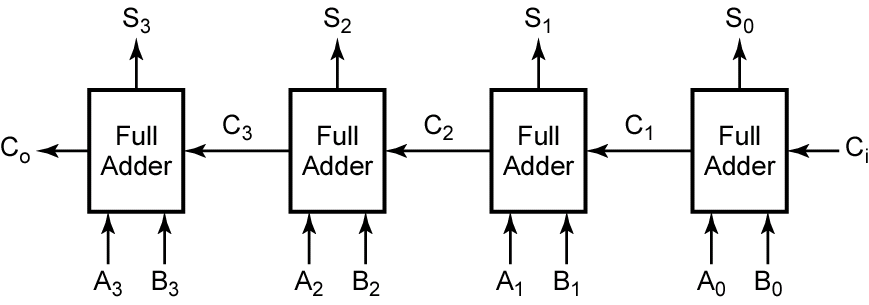 S3 S2 S1 S0
C3 C2 C1
Co Full Adder Full Adder Full Adder Full Adder Ci
A3 B3 A2 B2 A1 B1 A0 B0